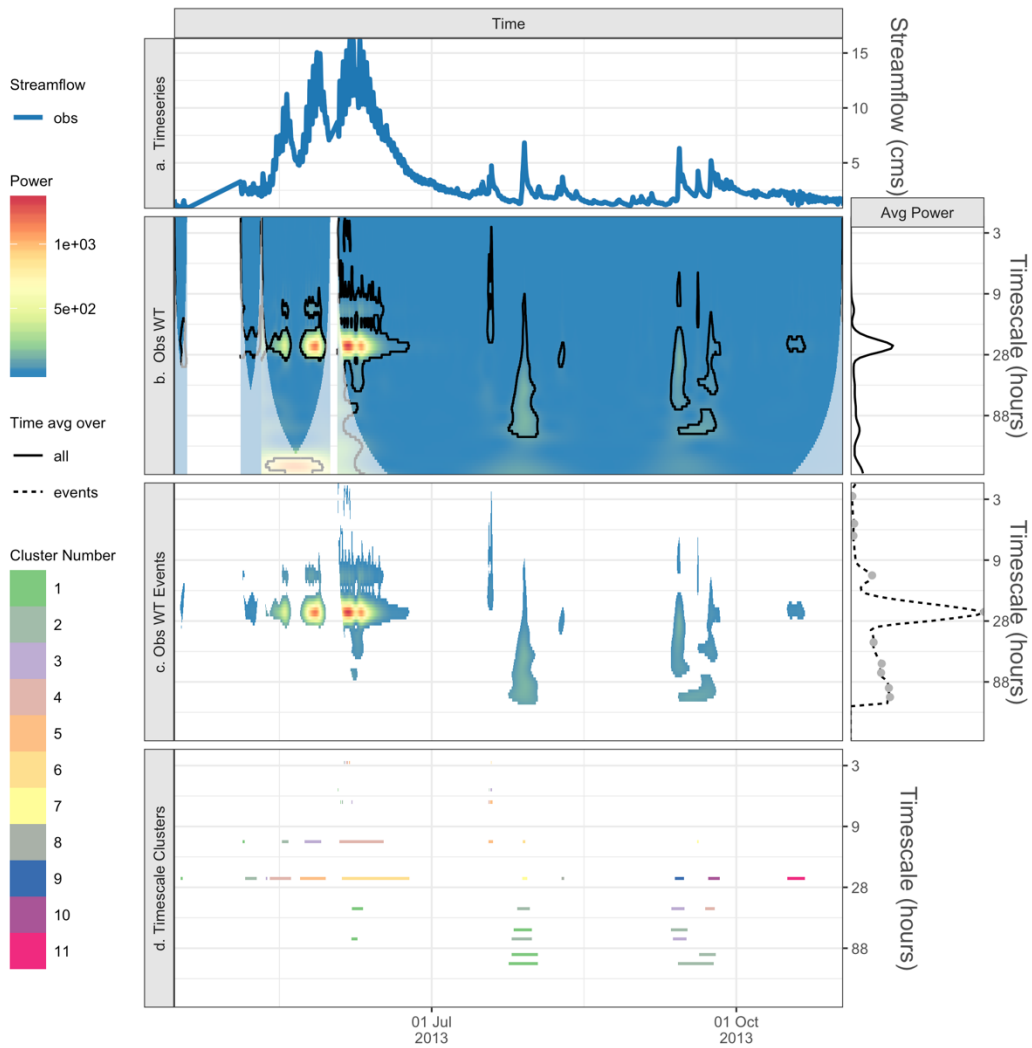 Time
Streamflow
obs
a. Timeseries
15
10
5
Streamflow (cms)
Power
1e+03
5e+02
b. Obs WT
Avg Power
3
9
28
88
Timescale (hours)
Time avg over
all
events
c. Obs WT Events
3
9
28
88
Timescale (hours)
Cluster Number
1
2
3
4
5
6
7
8
9
10
11
d. Timescale Clusters
3
9
28
88
Timescale (hours)
01 Jul
2013
01 Oct
2013